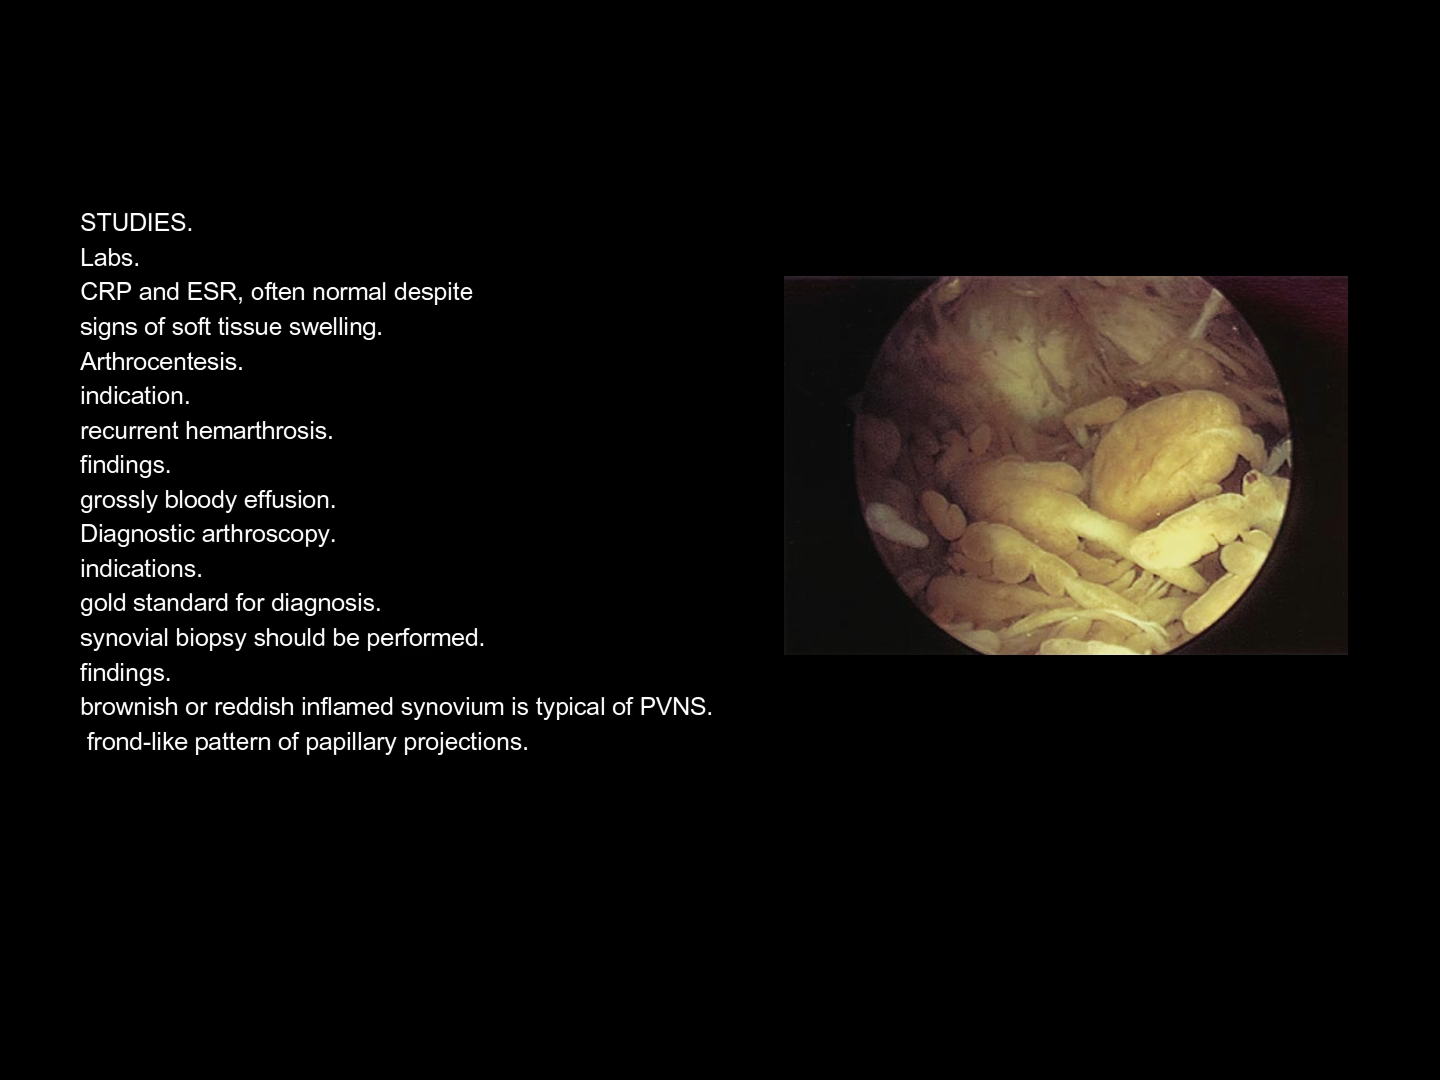 STUDIES.
Labs.
CRP and ESR, often normal despite
signs of soft tissue swelling.
Arthrocentesis.
indication.
recurrent hemarthrosis.
findings.
grossly bloody effusion.
Diagnostic arthroscopy.
indications.
gold standard for diagnosis.
synovial biopsy should be performed.
findings.
brownish or reddish inflamed synovium is typical of PVNS.
frond-like pattern of papillary projections.